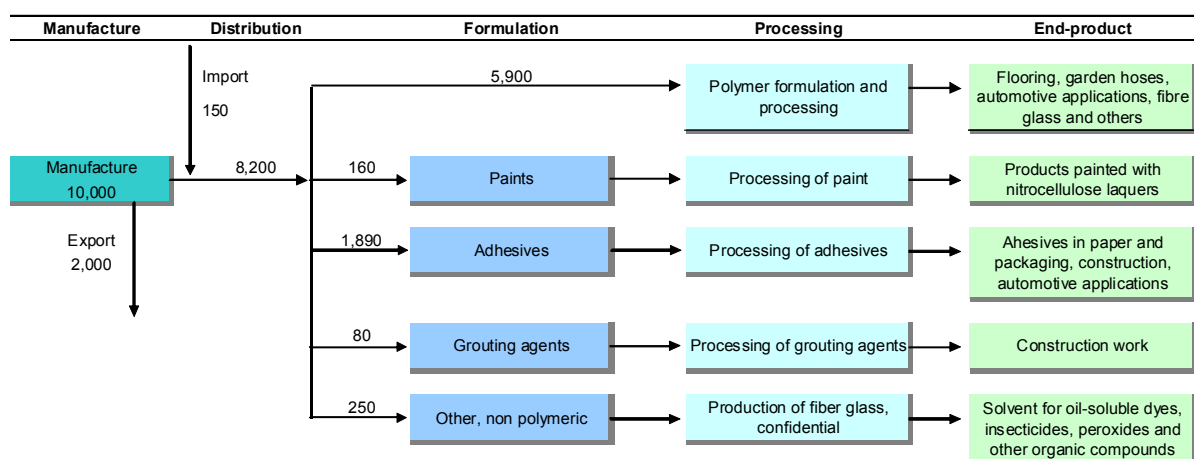 Manufacture
Distribution
Formulation
Processing
End-product
Import
150
5,900
Polymer formulation and
processing
Flooring, garden hoses,
automotive applications, fibre
glass and others
Manufacture
10,000
8,200
160
Paints
Processing of paint
Products painted with
nitrocellulose laquers
Export
2,000
1,890
Adhesives
Processing of adhesives
Ahesives in paper and
packaging, construction,
automotive applications
80
Grouting agents
Processing of grouting agents
Construction work
250
Other, non polymeric
Production of fiber glass,
confidential
Solvent for oil-soluble dyes,
insecticides, peroxides and
other organic compounds